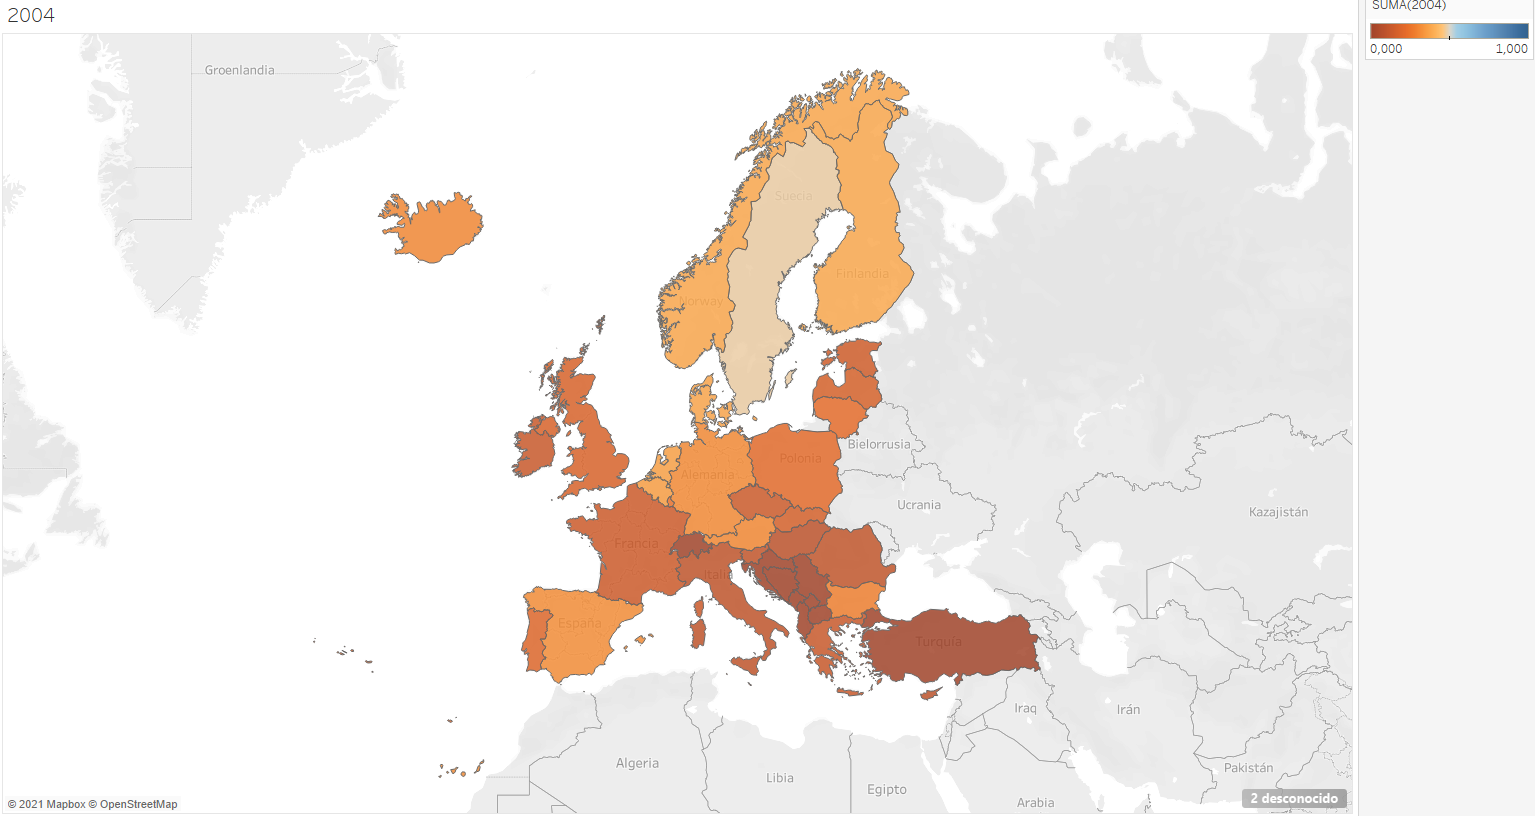 2004
SUMA(2004)
0,000
1,000
Groenlandia
Suecia
Finlandia
Norway
Bielorrusia
Polonia
Alemania
Ucrania
Kazajistán
Francia
Italia
España
Turquía
Iraq
Irán
Algeria
Libia
Egipto
Pakistán
Arabia
2 desconocido
© 2021 Mapbox © OpenStreetMap